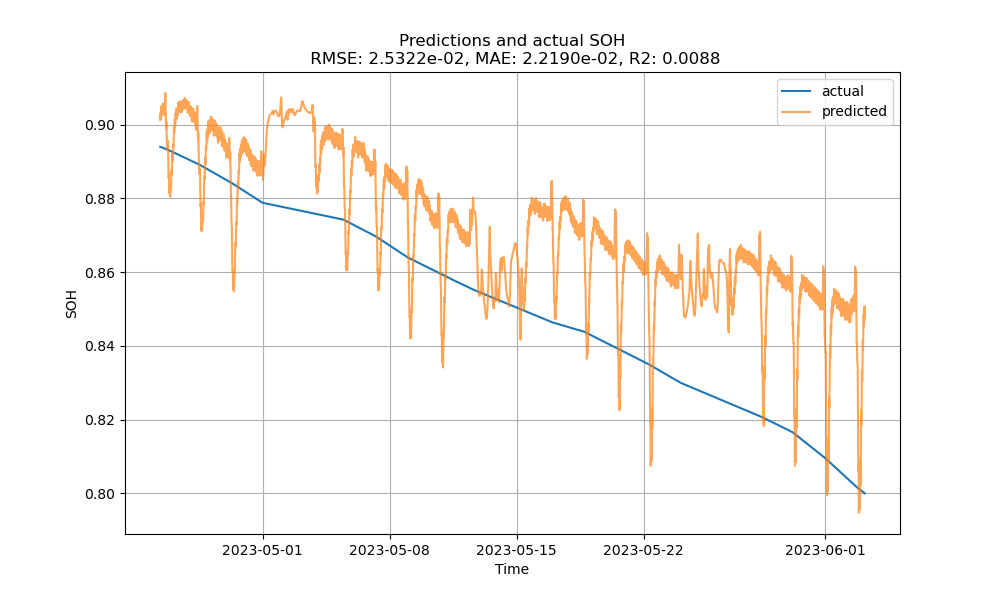 Predictions and actual SOH
RMSE: 2.5322e-02, MAE: 2.2190e-02, R2: 0.0088
actual
predicted
0.90
0.88
0.86
0.84
0.82
0.80
SOH
2023-05-01
2023-05-08
2023-05-15
2023-05-22
2023-06-01
Time